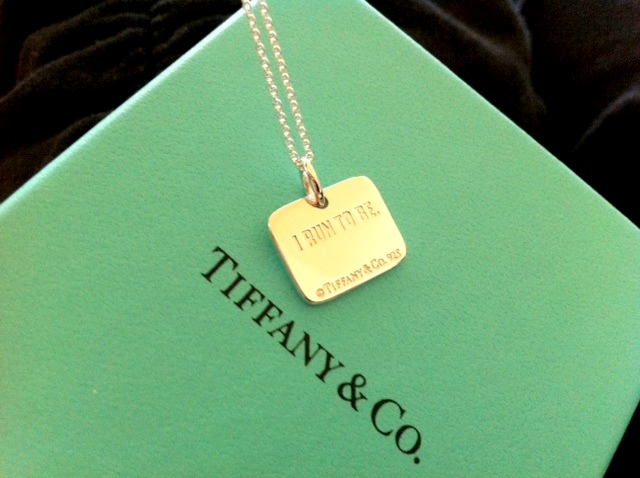 I RUN TO BE.
©TIFFANY&CO. 925
TIFFANY & CO.